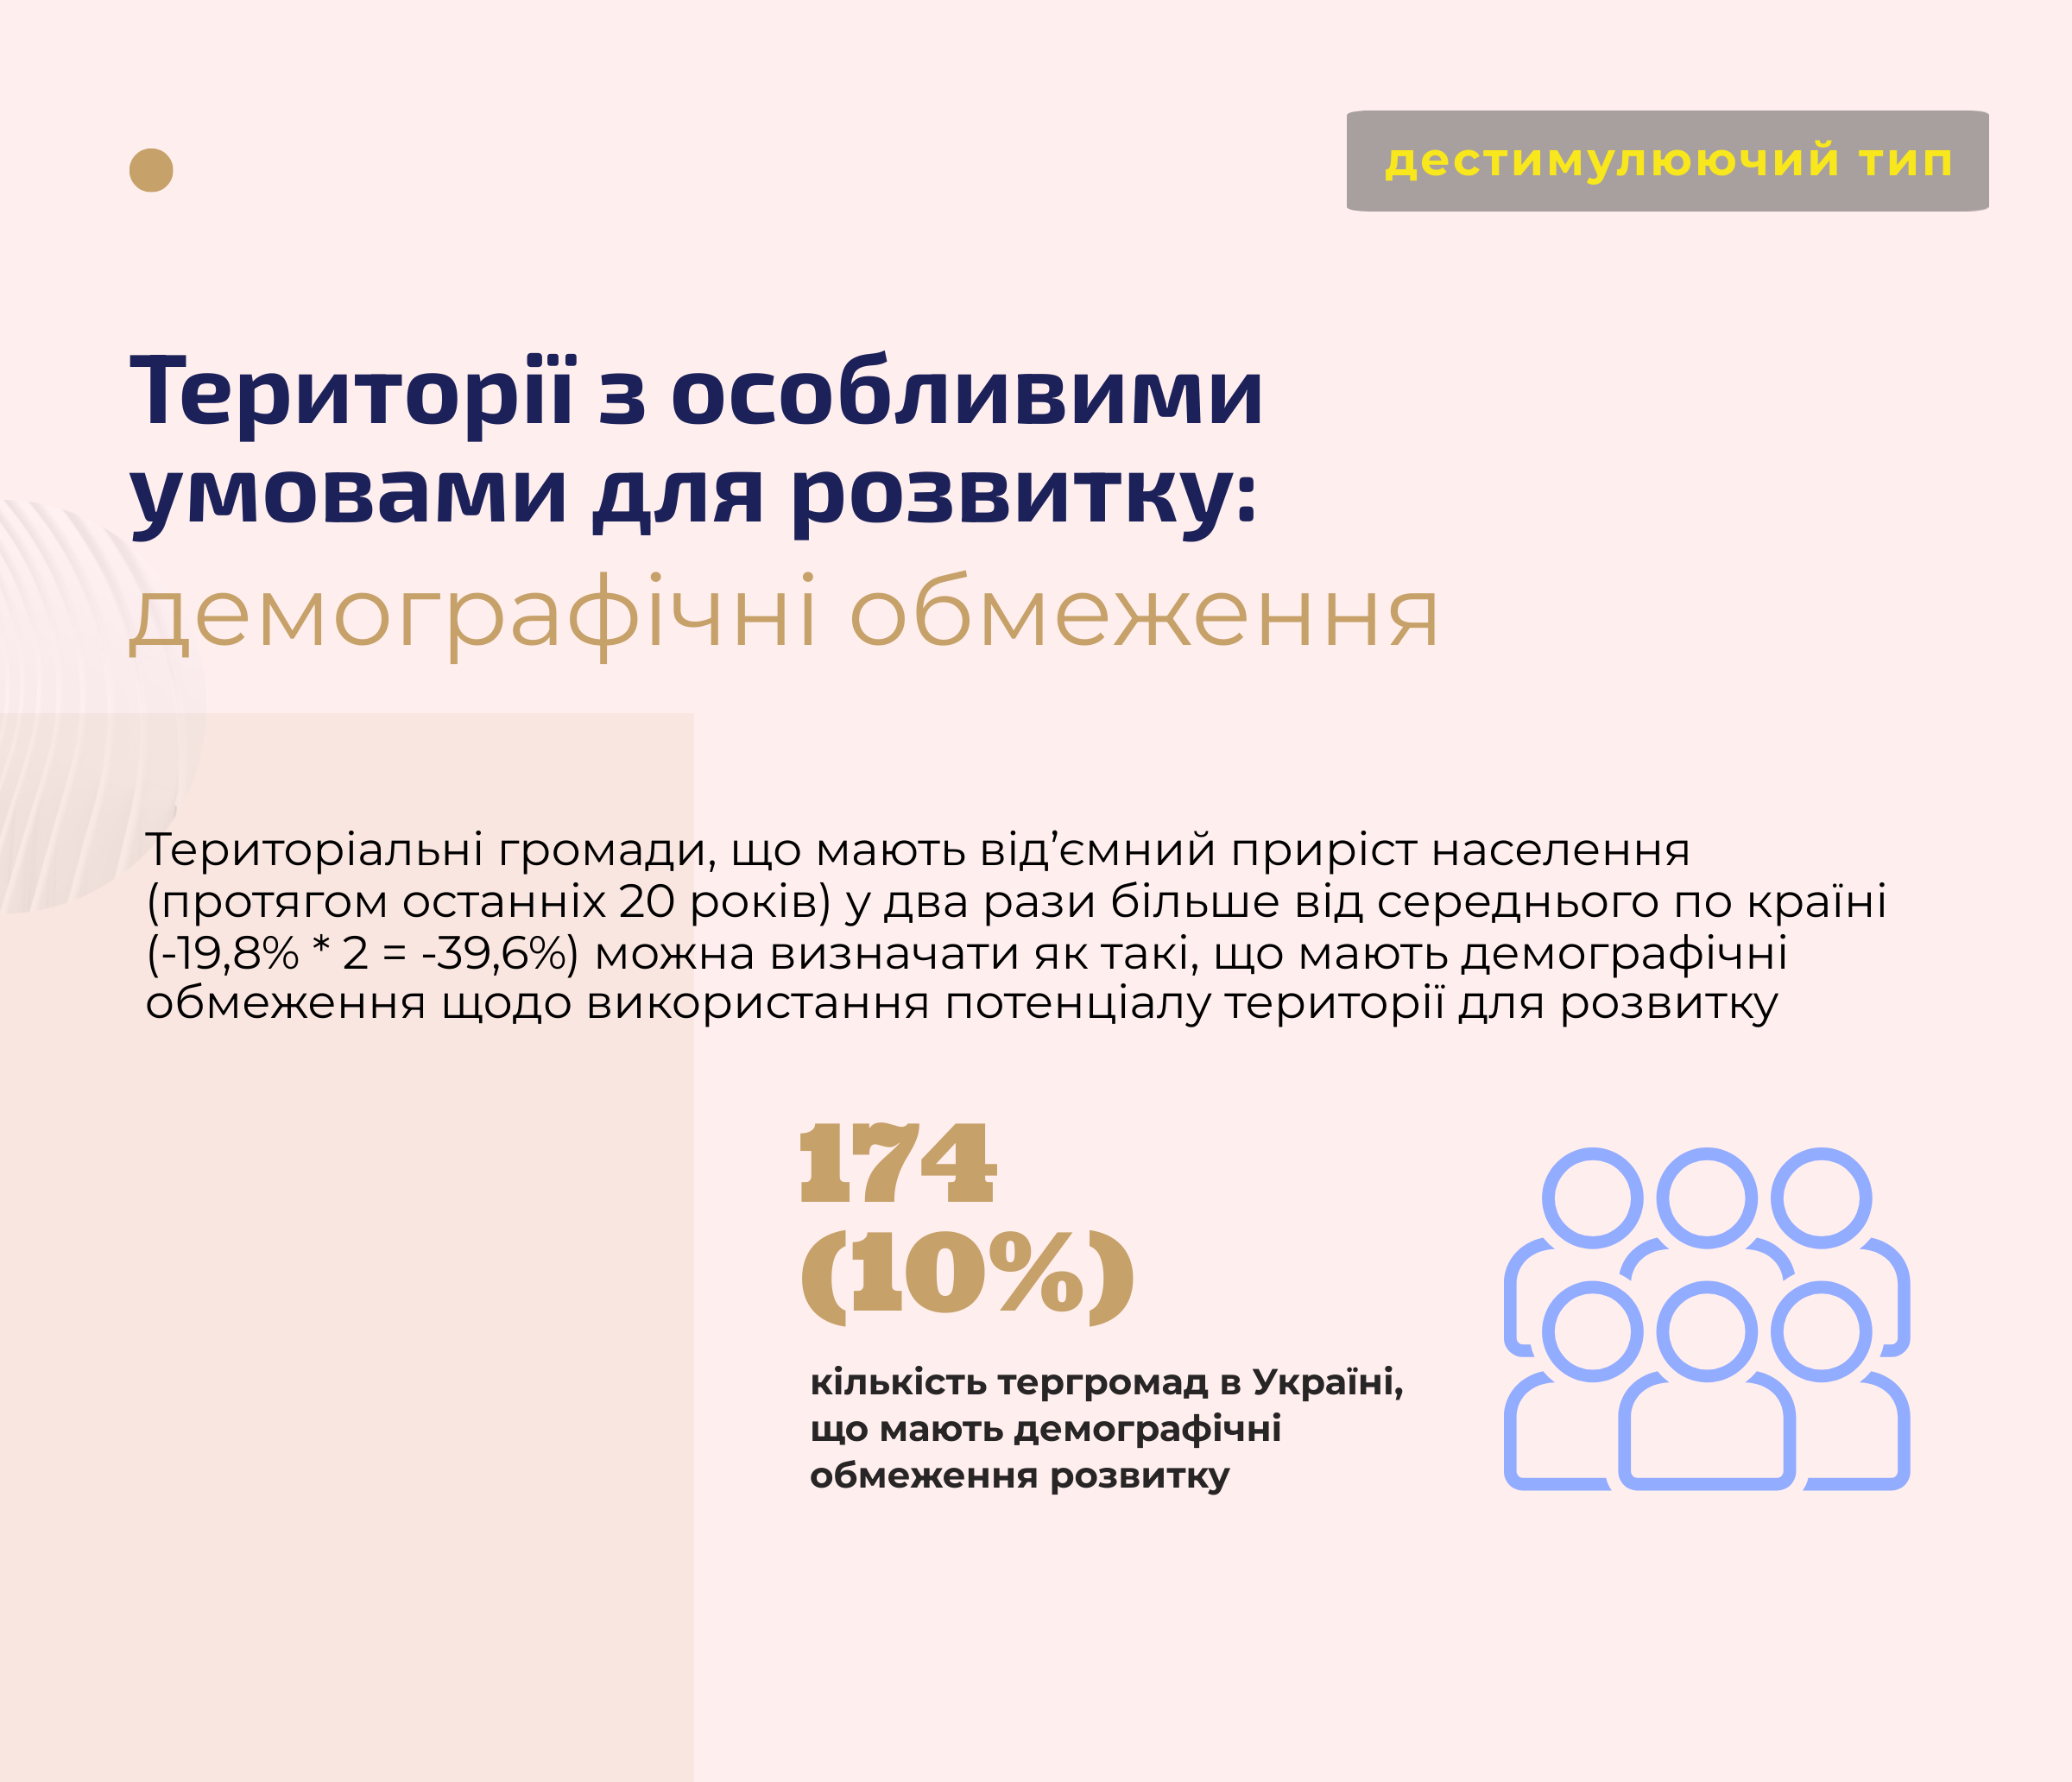 дестимулюючий тип
Території з особливими
умовами для розвитку:
демографічні обмеження
Територіальні громади, що мають від’ємний приріст населення
(протягом останніх 20 років) у два рази більше від середнього по країні
(-19,8% * 2 = -39,6%) можна визначати як такі, що мають демографічні
обмеження щодо використання потенціалу території для розвитку
174
(10%)
кількість тергромад в Україні,
що мають демографічні
обмеження розвитку